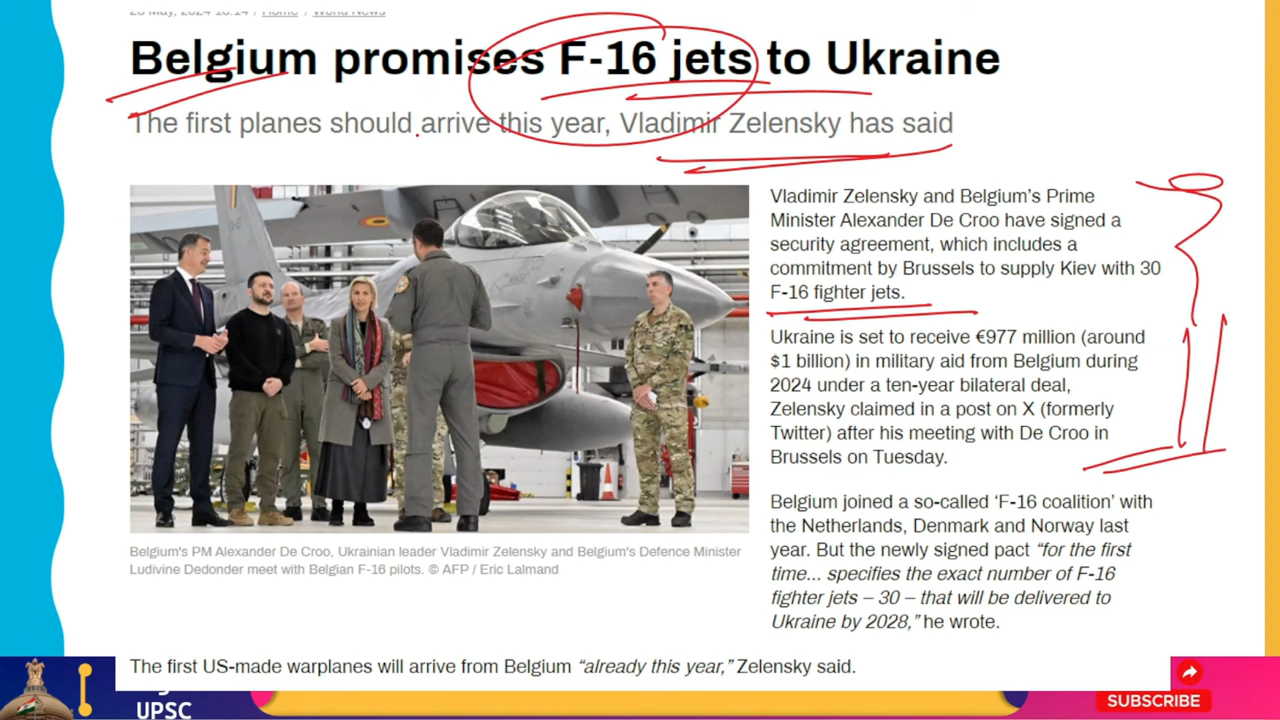 28 May, 2024 16:14 / Home / World News
Belgium promises F-16 jets to Ukraine
The first planes should arrive this year, Vladimir Zelensky has said
Vladimir Zelensky and Belgium's Prime
Minister Alexander De Croo have signed a
security agreement, which includes a
commitment by Brussels to supply Kiev with 30
F-16 fighter jets.
Ukraine is set to receive €977 million (around
$1 billion) in military aid from Belgium during
2024 under a ten-year bilateral deal,
Zelensky claimed in a post on X (formerly
Twitter) after his meeting with De Croo in
Brussels on Tuesday.
Belgium joined a so-called ‘F-16 coalition’ with
the Netherlands, Denmark and Norway last
year. But the newly signed pact “for the first
time... specifies the exact number of F-16
fighter jets – 30 – that will be delivered to
Ukraine by 2028,” he wrote.
Belgium's PM Alexander De Croo, Ukrainian leader Vladimir Zelensky and Belgium's Defence Minister
Ludivine Dedonder meet with Belgian F-16 pilots. © AFP / Eric Lalmand
The first US-made warplanes will arrive from Belgium “already this year,” Zelensky said.
UPSC
SUBSCRIBE